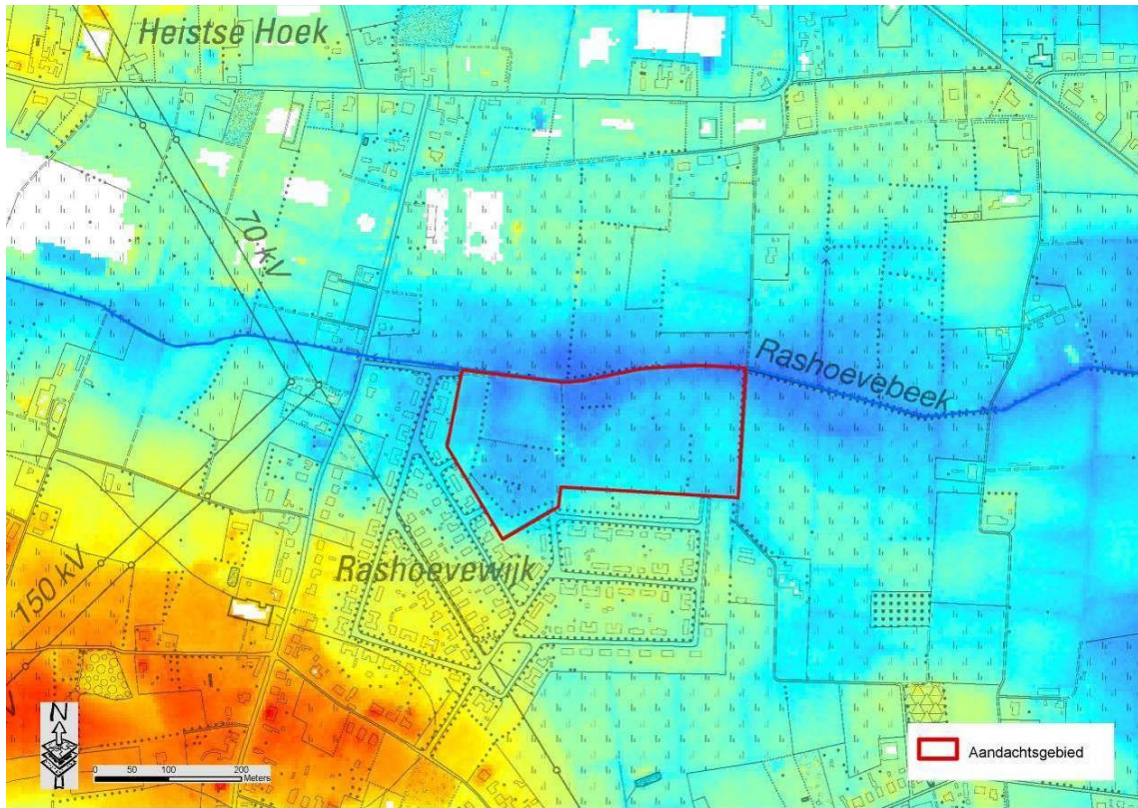 Heistse Hoek
70 kV
Rashoevebeek
Rashoevewijk
150 kV
V
N
0 50 100 200
Meters
Aandachtsgebied